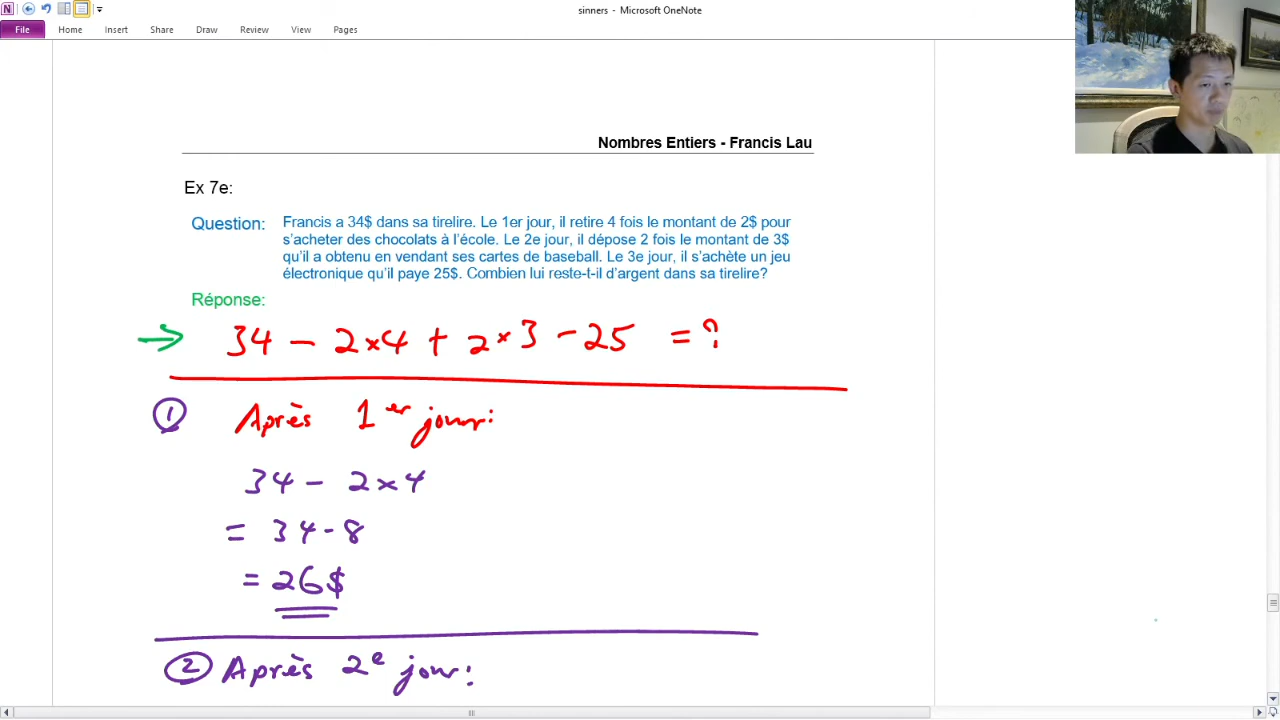 sinners - Microsoft OneNote
File Home Insert Share Draw Review View Pages
Nombres Entiers - Francis Lau
Ex 7e:
Question: Francis a 34$ dans sa tirelire. Le 1er jour, il retire 4 fois le montant de 2$ pour
s'acheter des chocolats à l'école. Le 2e jour, il dépose 2 fois le montant de 3$
qu'il a obtenu en vendant ses cartes de baseball. Le 3e jour, il s'achète un jeu
électronique qu'il paye 25$. Combien lui reste-t-il d'argent dans sa tirelire?
Réponse:
→ 34 - 2×4 + 2×3 - 25 = ?
① Après 1er jour:
34 - 2×4
= 34-8
= 26$
② Après 2e jour: